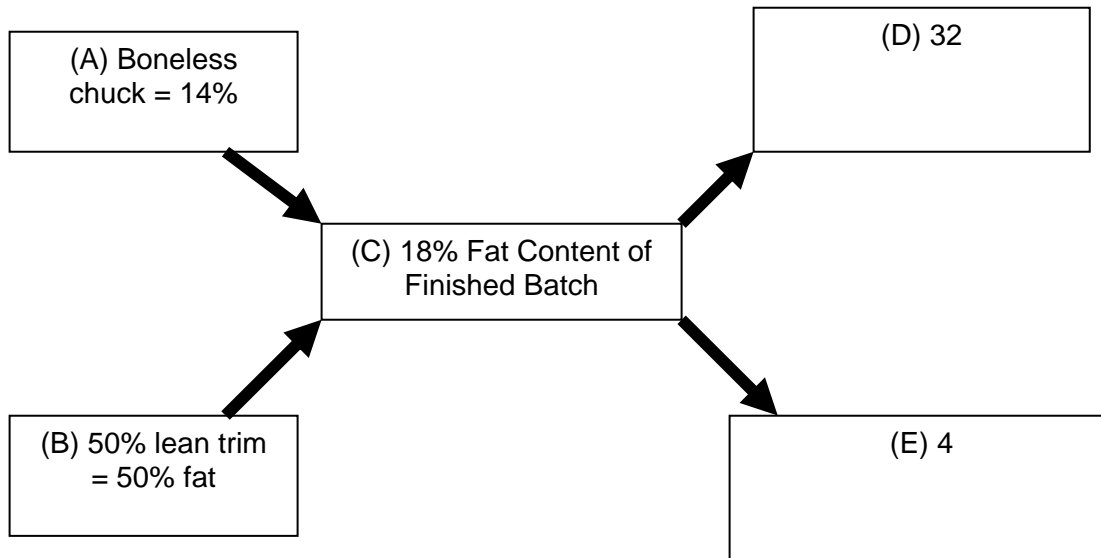 (A) Boneless
chuck = 14%
(D) 32
(C) 18% Fat Content of
Finished Batch
(B) 50% lean trim
= 50% fat
(E) 4